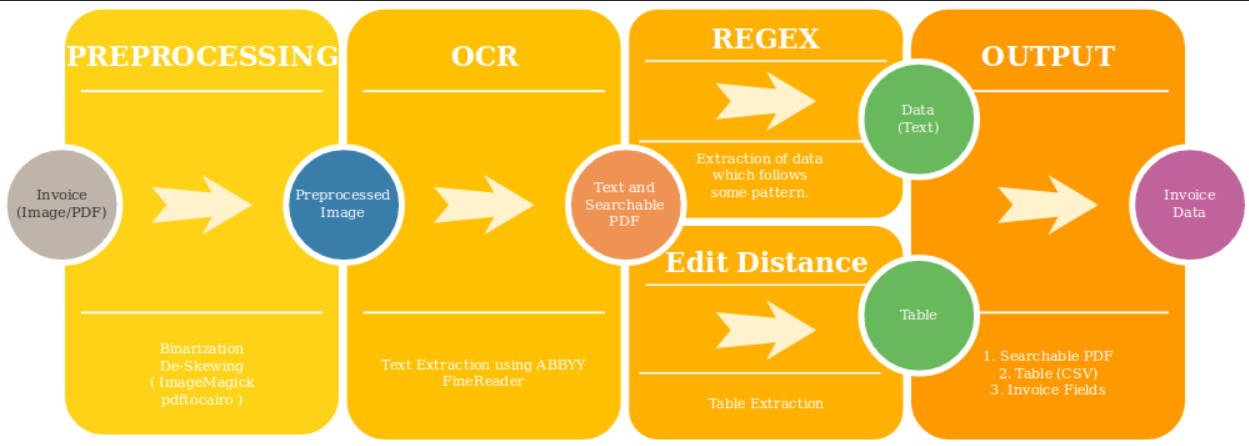 PREPROCESSING
Invoice
(Image/PDF)
Binarization
De-Skewing
( ImageMagick
pdftocairo )
Preprocessed
Image
OCR
Text Extraction using ABBYY
FineReader
Text and
Searchable
PDF
REGEX
Extraction of data
which follows
some pattern.
Data
(Text)
Edit Distance
Table Extraction
Table
OUTPUT
1. Searchable PDF
2. Table (CSV)
3. Invoice Fields
Invoice
Data